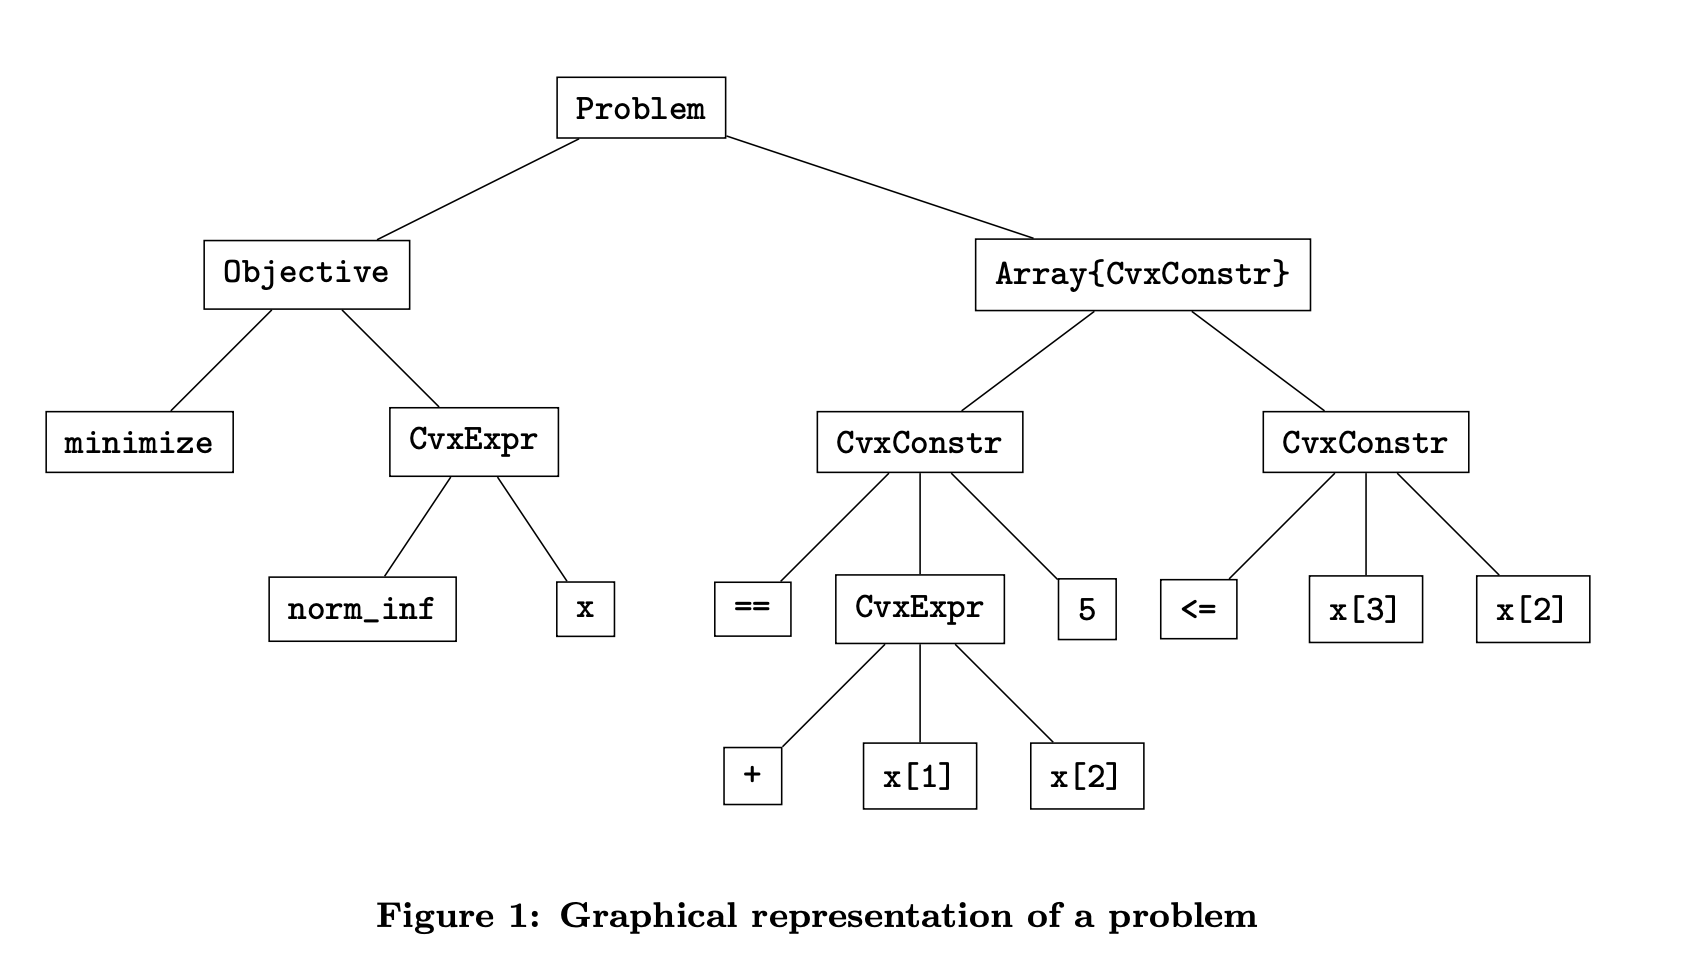 Problem
Objective
Array{CvxConstr}
minimize
CvxExpr
CvxConstr
CvxConstr
norm_inf
x
==
CvxExpr
5
<=
x[3]
x[2]
+
x[1]
x[2]
Figure 1: Graphical representation of a problem